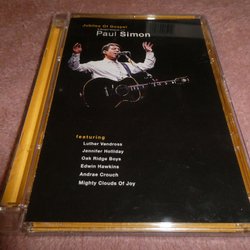 Jubilee Of Gospel
Paul Simon
featuring
Luther Vandross
Jennifer Holliday
Oak Ridge Boys
Edwin Hawkins
Andrae Crouch
Mighty Clouds Of Joy